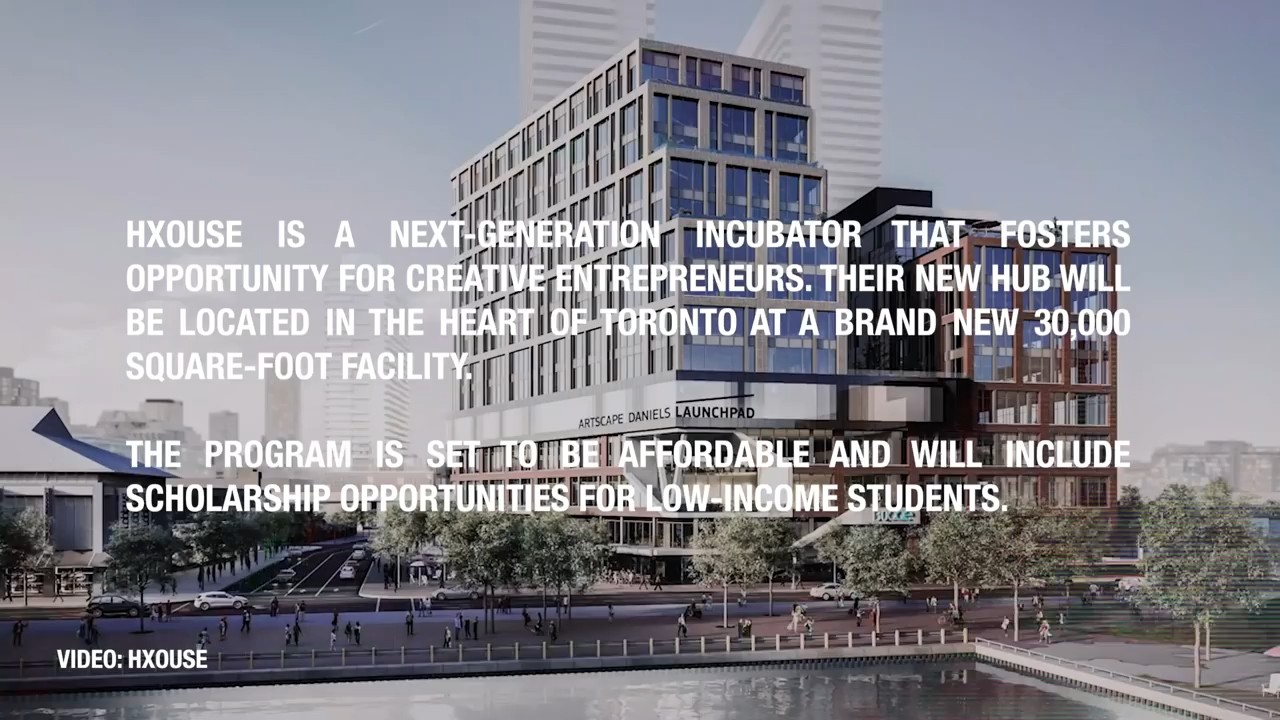 HXOUSE IS A NEXT-GENERATION INCUBATOR THAT FOSTERS
OPPORTUNITY FOR CREATIVE ENTREPRENEURS. THEIR NEW HUB WILL
BE LOCATED IN THE HEART OF TORONTO AT A BRAND NEW 30,000
SQUARE-FOOT FACILITY.
ARTSCAPE DANIELS LAUNCHPAD
THE PROGRAM IS SET TO BE AFFORDABLE AND WILL INCLUDE
SCHOLARSHIP OPPORTUNITIES FOR LOW-INCOME STUDENTS.
VIDEO: HXOUSE